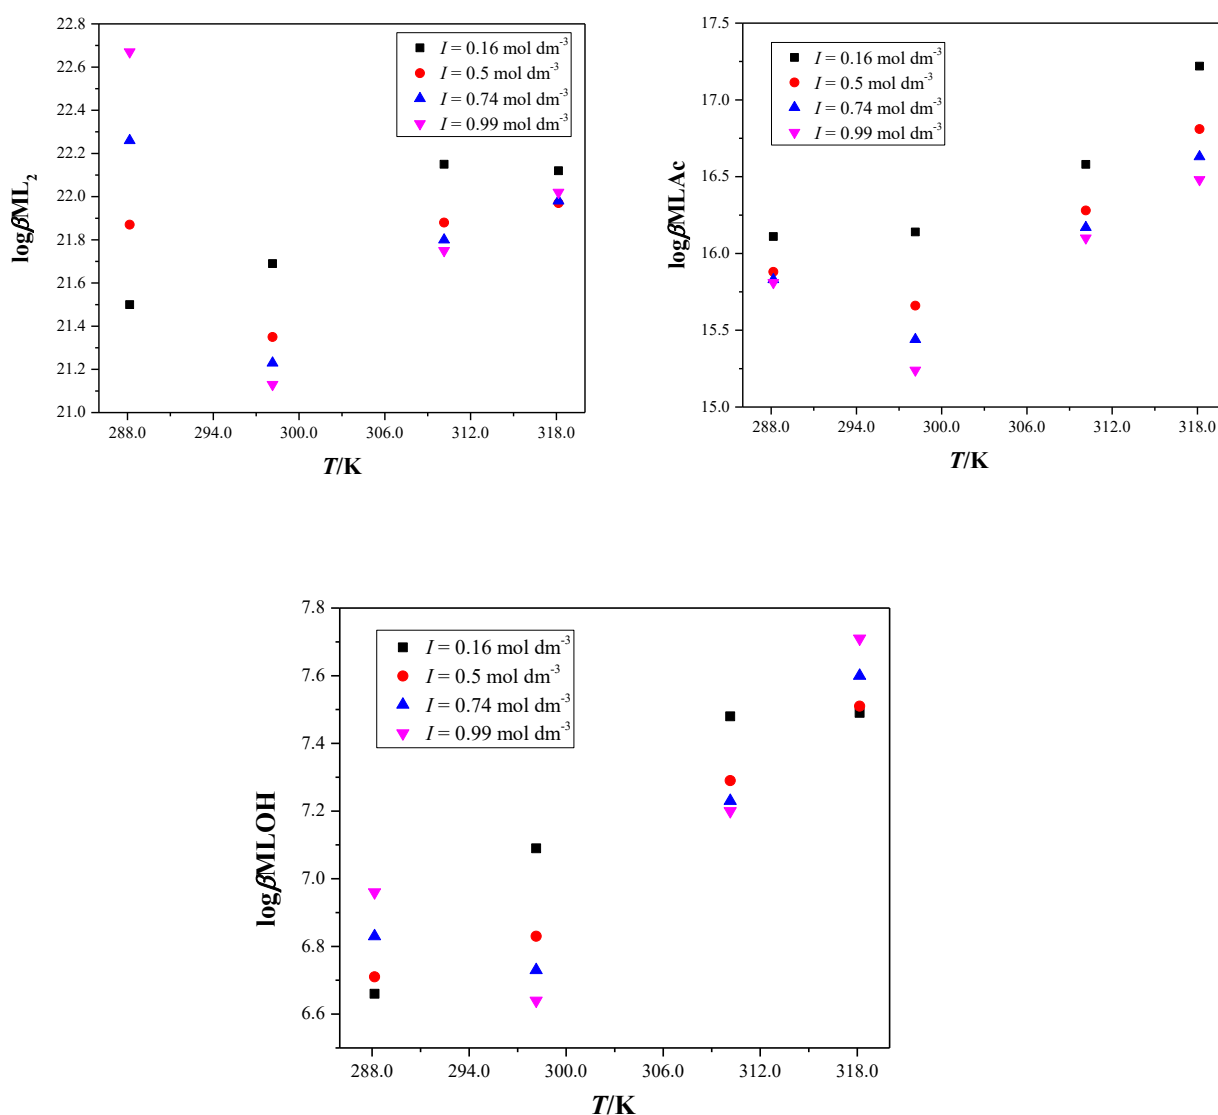 logβML₂
22.8
22.6
22.4
22.2
22.0
21.8
21.6
21.4
21.2
21.0
I = 0.16 mol dm⁻³
I = 0.5 mol dm⁻³
I = 0.74 mol dm⁻³
I = 0.99 mol dm⁻³
288.0 294.0 300.0 306.0 312.0 318.0
T/K
logβMLAc
17.5
17.0
16.5
16.0
15.5
15.0
I = 0.16 mol dm⁻³
I = 0.5 mol dm⁻³
I = 0.74 mol dm⁻³
I = 0.99 mol dm⁻³
288.0 294.0 300.0 306.0 312.0 318.0
T/K
logβMLOH
7.8
7.6
7.4
7.2
7.0
6.8
6.6
I = 0.16 mol dm⁻³
I = 0.5 mol dm⁻³
I = 0.74 mol dm⁻³
I = 0.99 mol dm⁻³
288.0 294.0 300.0 306.0 312.0 318.0
T/K